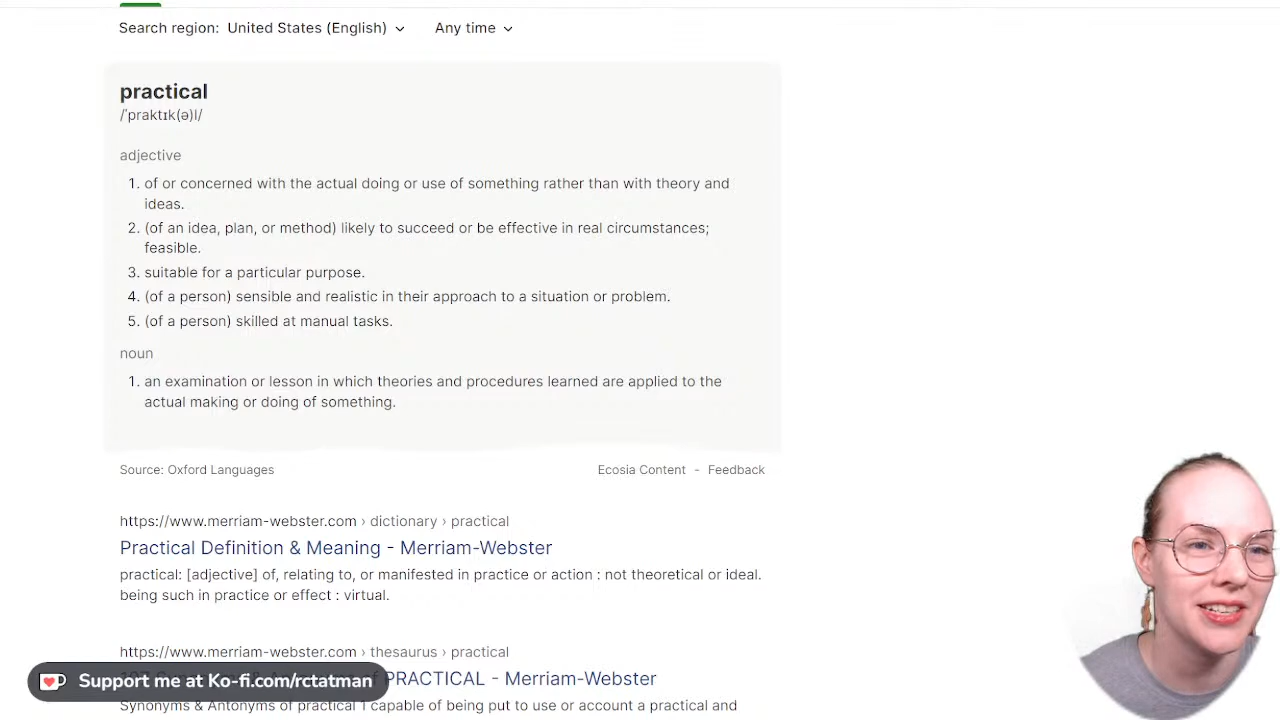 Search region: United States (English) Any time
practical
/ˈpraktɪk(ə)l/
adjective
1. of or concerned with the actual doing or use of something rather than with theory and
ideas.
2. (of an idea, plan, or method) likely to succeed or be effective in real circumstances;
feasible.
3. suitable for a particular purpose.
4. (of a person) sensible and realistic in their approach to a situation or problem.
5. (of a person) skilled at manual tasks.
noun
1. an examination or lesson in which theories and procedures learned are applied to the
actual making or doing of something.
Source: Oxford Languages Ecosia Content - Feedback
https://www.merriam-webster.com › dictionary › practical
Practical Definition & Meaning - Merriam-Webster
practical: [adjective] of, relating to, or manifested in practice or action : not theoretical or ideal.
being such in practice or effect : virtual.
https://www.merriam-webster.com › thesaurus › practical
PRACTICAL - Merriam-Webster
Support me at Ko-fi.com/rctatman
Synonyms & Antonyms of practical 1 capable of being put to use or account a practical and